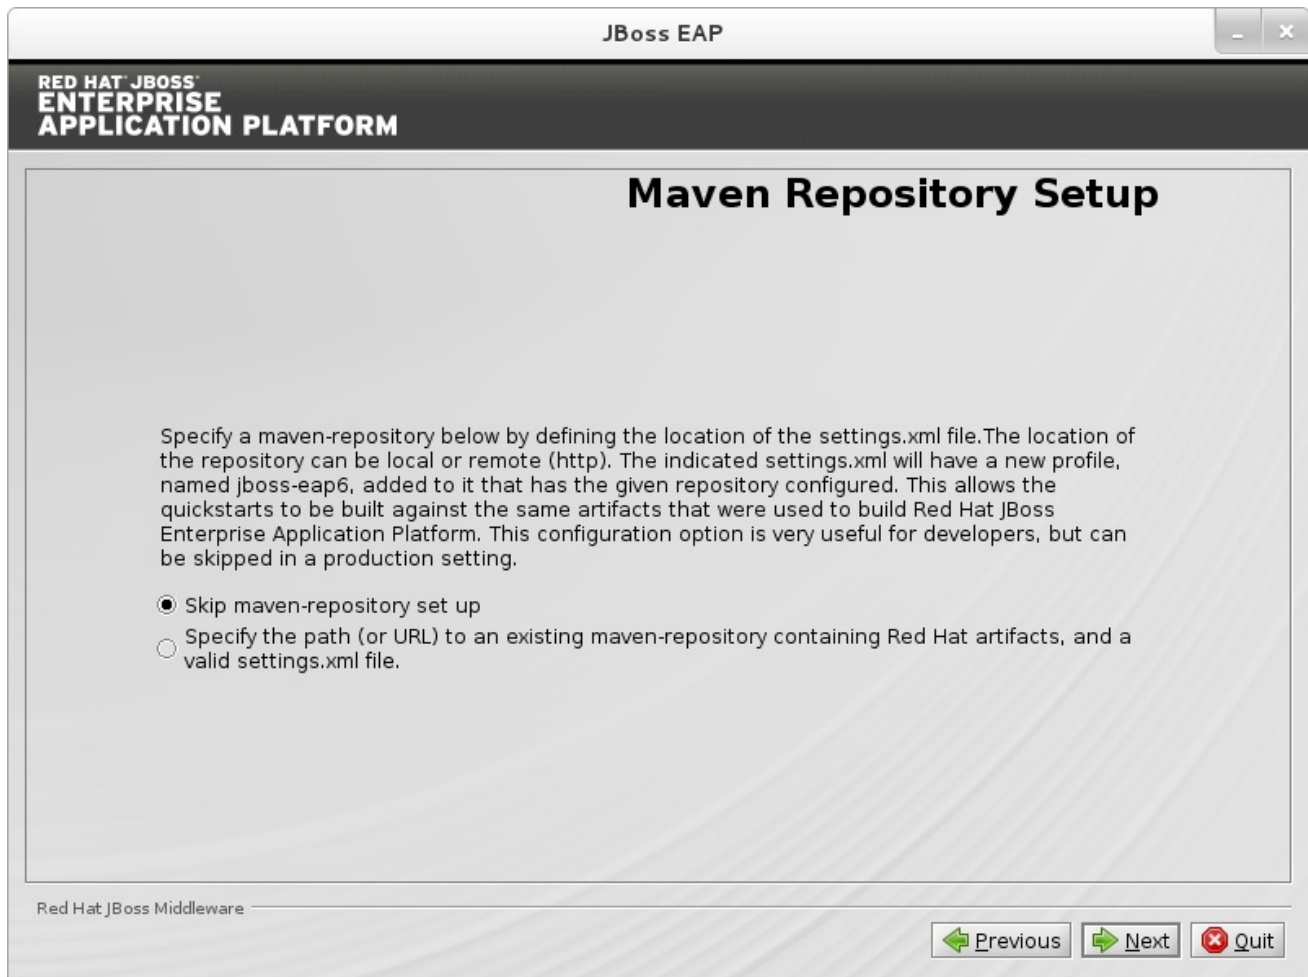 JBoss EAP
RED HAT® JBOSS®
ENTERPRISE
APPLICATION PLATFORM
Maven Repository Setup
Specify a maven-repository below by defining the location of the settings.xml file.The location of
the repository can be local or remote (http). The indicated settings.xml will have a new profile,
named jboss-eap6, added to it that has the given repository configured. This allows the
quickstarts to be built against the same artifacts that were used to build Red Hat JBoss
Enterprise Application Platform. This configuration option is very useful for developers, but can
be skipped in a production setting.
Skip maven-repository set up
Specify the path (or URL) to an existing maven-repository containing Red Hat artifacts, and a
valid settings.xml file.
Red Hat JBoss Middleware
Previous Next Quit